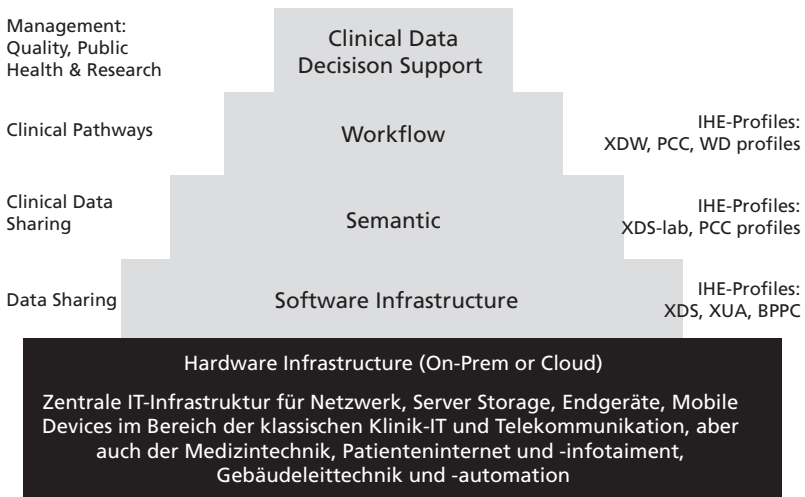 Management:
Quality, Public
Health & Research
Clinical Data
Decisison Support
Clinical Pathways
Workflow
IHE-Profiles:
XDW, PCC, WD profiles
Clinical Data
Sharing
Semantic
IHE-Profiles:
XDS-lab, PCC profiles
Data Sharing
Software Infrastructure
IHE-Profiles:
XDS, XUA, BPPC
Hardware Infrastructure (On-Prem or Cloud)
Zentrale IT-Infrastruktur für Netzwerk, Server Storage, Endgeräte, Mobile
Devices im Bereich der klassischen Klinik-IT und Telekommunikation, aber
auch der Medizintechnik, Patienteninternet und -infotaiment,
Gebäudeleittechnik und -automation